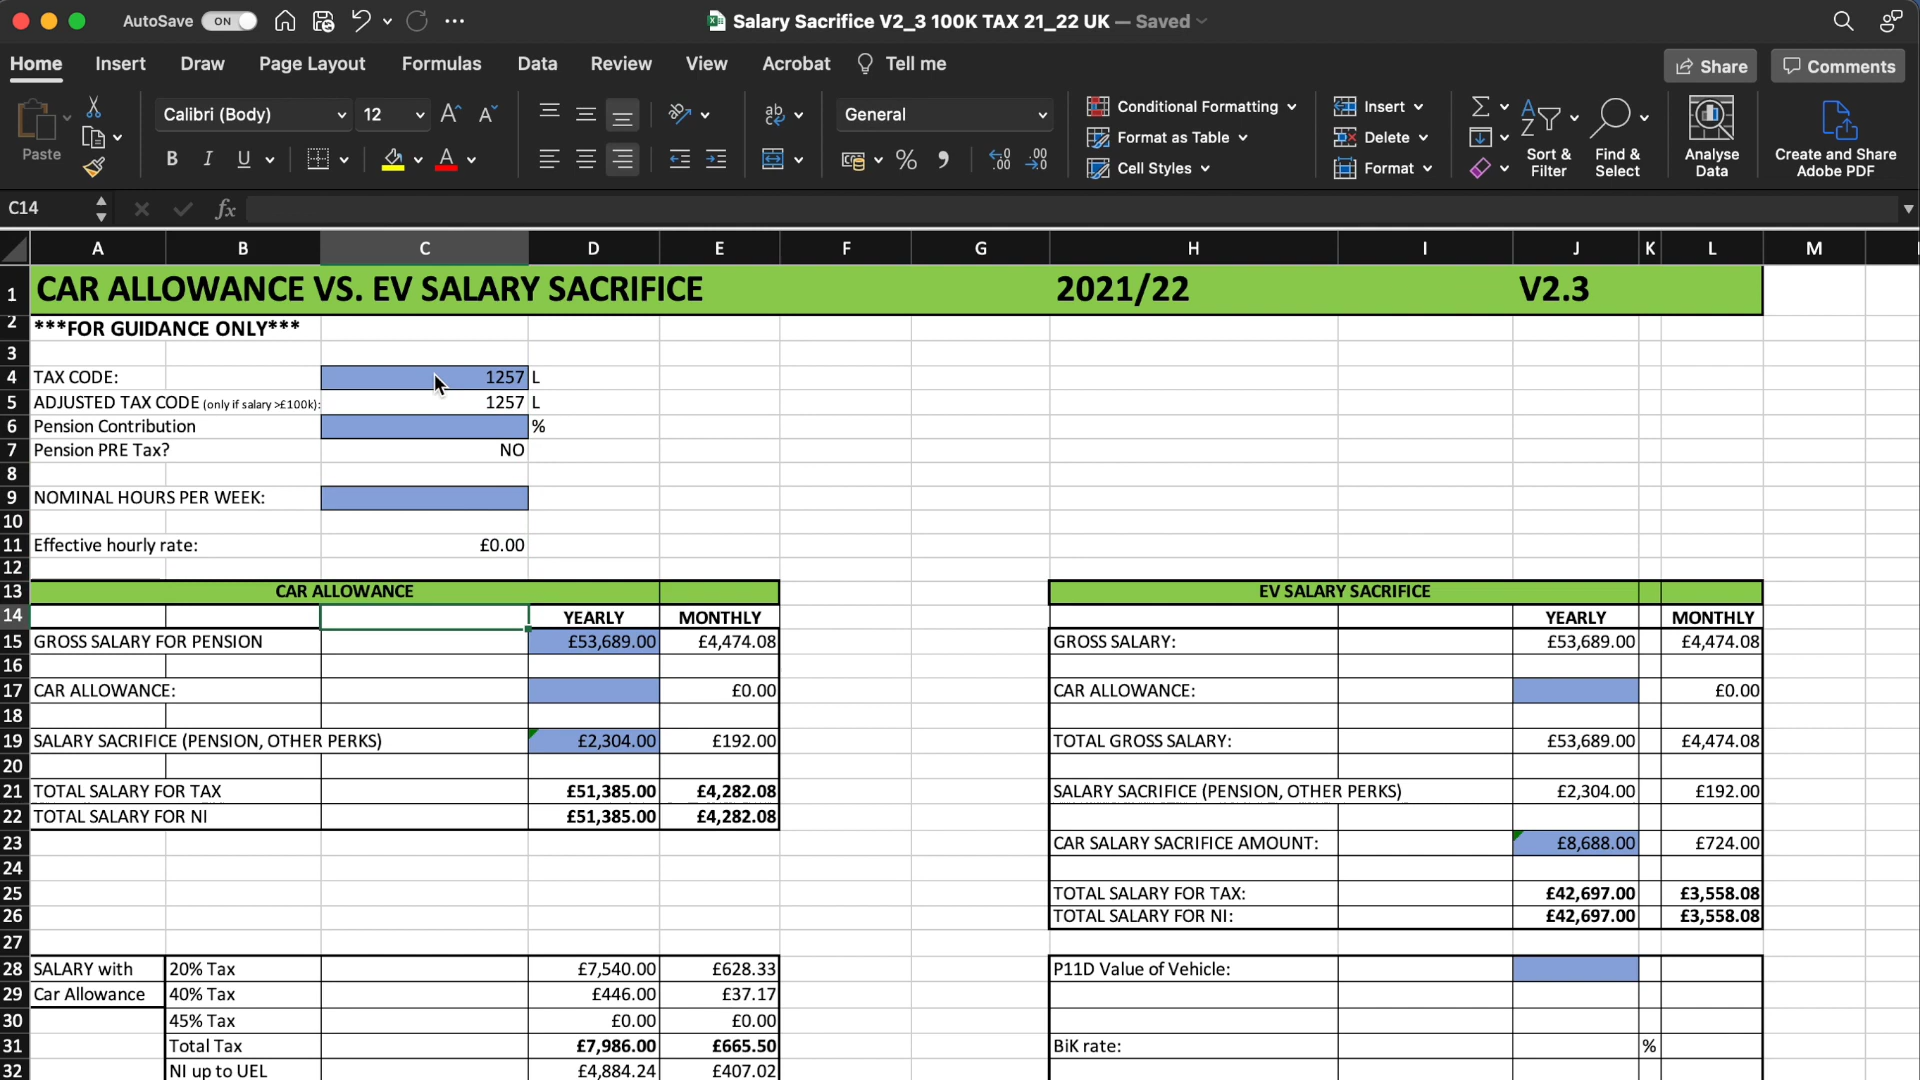 AutoSave ON Salary Sacrifice V2_3 100K TAX 21_22 UK — Saved
Home Insert Draw Page Layout Formulas Data Review View Acrobat Tell me Share Comments
Paste Calibri (Body) 12 General Conditional Formatting Format as Table Cell Styles Insert Delete Format Sort & Filter Find & Select Analyse Data Create and Share Adobe PDF
C14 fx
A B C D E F G H I J K L M
1 CAR ALLOWANCE VS. EV SALARY SACRIFICE 2021/22 V2.3
2 ***FOR GUIDANCE ONLY***
3
4 TAX CODE: 1257 L
5 ADJUSTED TAX CODE (only if salary >£100k): 1257 L
6 Pension Contribution %
7 Pension PRE Tax? NO
8
9 NOMINAL HOURS PER WEEK:
10
11 Effective hourly rate: £0.00
12
13 CAR ALLOWANCE EV SALARY SACRIFICE
14 YEARLY MONTHLY YEARLY MONTHLY
15 GROSS SALARY FOR PENSION £53,689.00 £4,474.08 GROSS SALARY: £53,689.00 £4,474.08
16
17 CAR ALLOWANCE: £0.00 CAR ALLOWANCE: £0.00
18
19 SALARY SACRIFICE (PENSION, OTHER PERKS) £2,304.00 £192.00 TOTAL GROSS SALARY: £53,689.00 £4,474.08
20
21 TOTAL SALARY FOR TAX £51,385.00 £4,282.08 SALARY SACRIFICE (PENSION, OTHER PERKS) £2,304.00 £192.00
22 TOTAL SALARY FOR NI £51,385.00 £4,282.08
23 CAR SALARY SACRIFICE AMOUNT: £8,688.00 £724.00
24
25 TOTAL SALARY FOR TAX: £42,697.00 £3,558.08
26 TOTAL SALARY FOR NI: £42,697.00 £3,558.08
27
28 SALARY with 20% Tax £7,540.00 £628.33 P11D Value of Vehicle:
29 Car Allowance 40% Tax £446.00 £37.17
30 45% Tax £0.00 £0.00
31 Total Tax £7,986.00 £665.50 BiK rate: %
32 NI up to UEL £4,884.24 £407.02